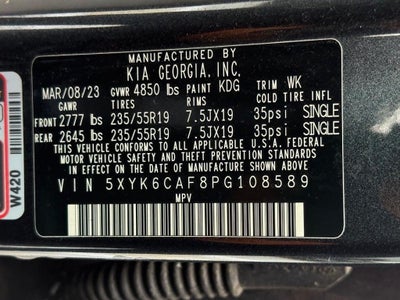 MANUFACTURED BY
KIA GEORGIA, INC.
MAR/08/23 GVWR 4850 lbs PAINT KDG TRIM WK
GAWR TIRES RIMS COLD TIRE INFL
FRONT 2777 lbs 235/55R19 7.5JX19 35psi SINGLE
REAR 2645 lbs 235/55R19 7.5JX19 35psi SINGLE
THIS VEHICLE CONFORMS TO ALL APPLICABLE U.S.A. FEDERAL
MOTOR VEHICLE SAFETY AND THEFT PREVENTION STANDARDS
IN EFFECT ON THE DATE OF MANUFACTURE SHOWN ABOVE.
VIN 5XYK6CAF8PG108589
MPV
W420